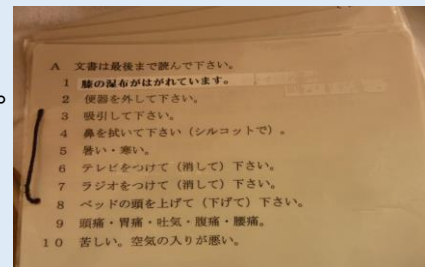 A 文書は最後まで読んで下さい。
1 膝の湿布がはがれています。
2 便器を外して下さい。
3 吸引して下さい。
4 鼻を拭いて下さい（シルコットで）。
5 暑い・寒い。
6 テレビをつけて（消して）下さい。
7 ラジオをつけて（消して）下さい。
8 ベッドの頭を上げて（下げて）下さい。
9 頭痛・胃痛・吐気・腹痛・腰痛。
10 苦しい。空気の入りが悪い。